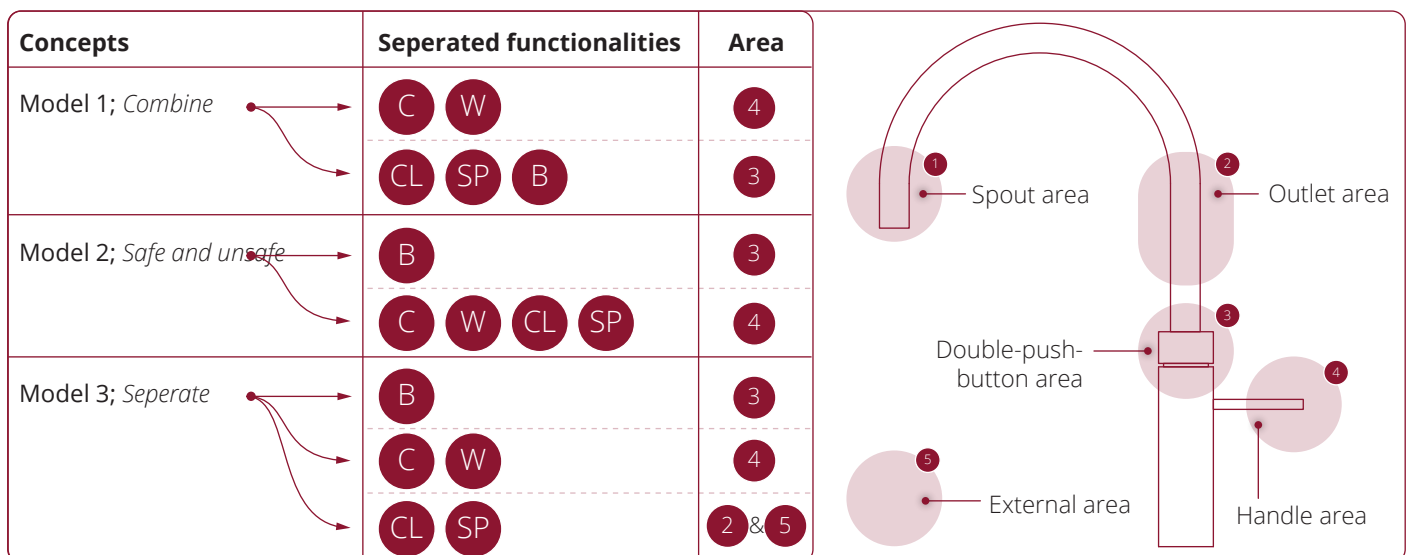 Concepts Seperated functionalities Area
Model 1; Combine C W 4
CL SP B 3
Model 2; Safe and unsafe B 3
C W CL SP 4
Model 3; Seperate B 3
C W 4
CL SP 2 & 5
1
Spout area
2
Outlet area
3
Double-push-
button area
4
Handle area
5
External area